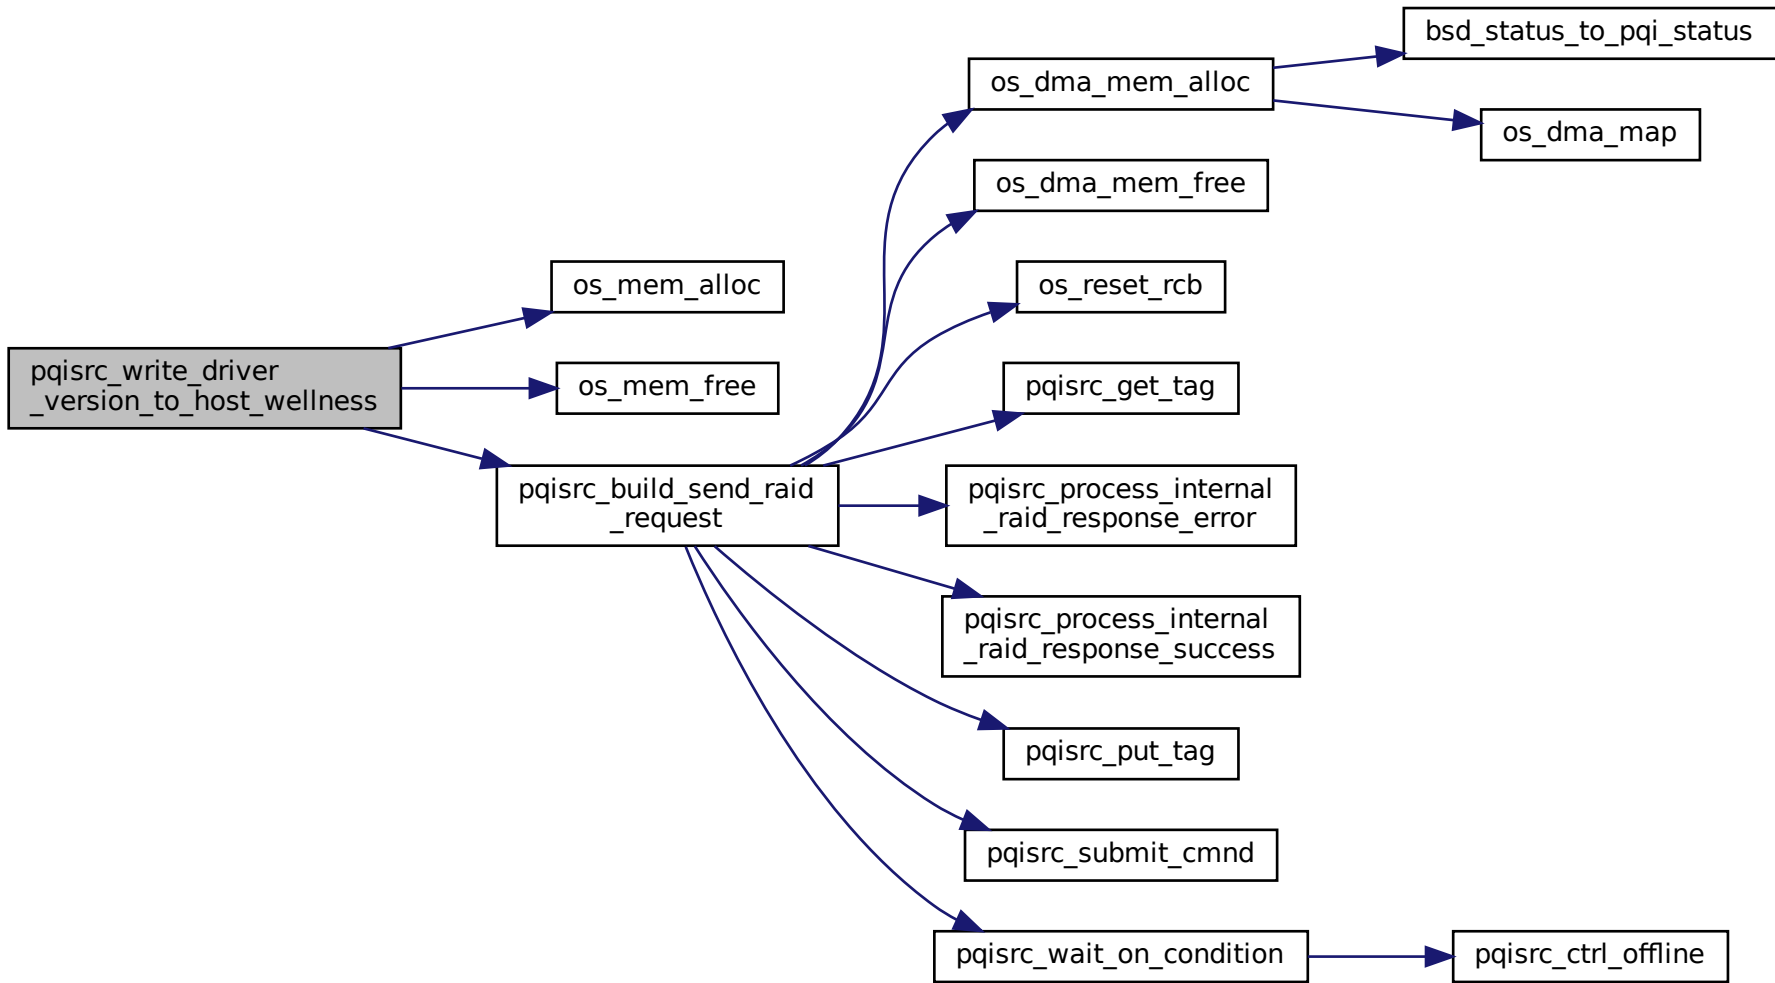 pqisrc_write_driver
_version_to_host_wellness
os_mem_alloc
os_mem_free
pqisrc_build_send_raid
_request
os_dma_mem_alloc
bsd_status_to_pqi_status
os_dma_map
os_dma_mem_free
os_reset_rcb
pqisrc_get_tag
pqisrc_process_internal
_raid_response_error
pqisrc_process_internal
_raid_response_success
pqisrc_put_tag
pqisrc_submit_cmnd
pqisrc_wait_on_condition
pqisrc_ctrl_offline